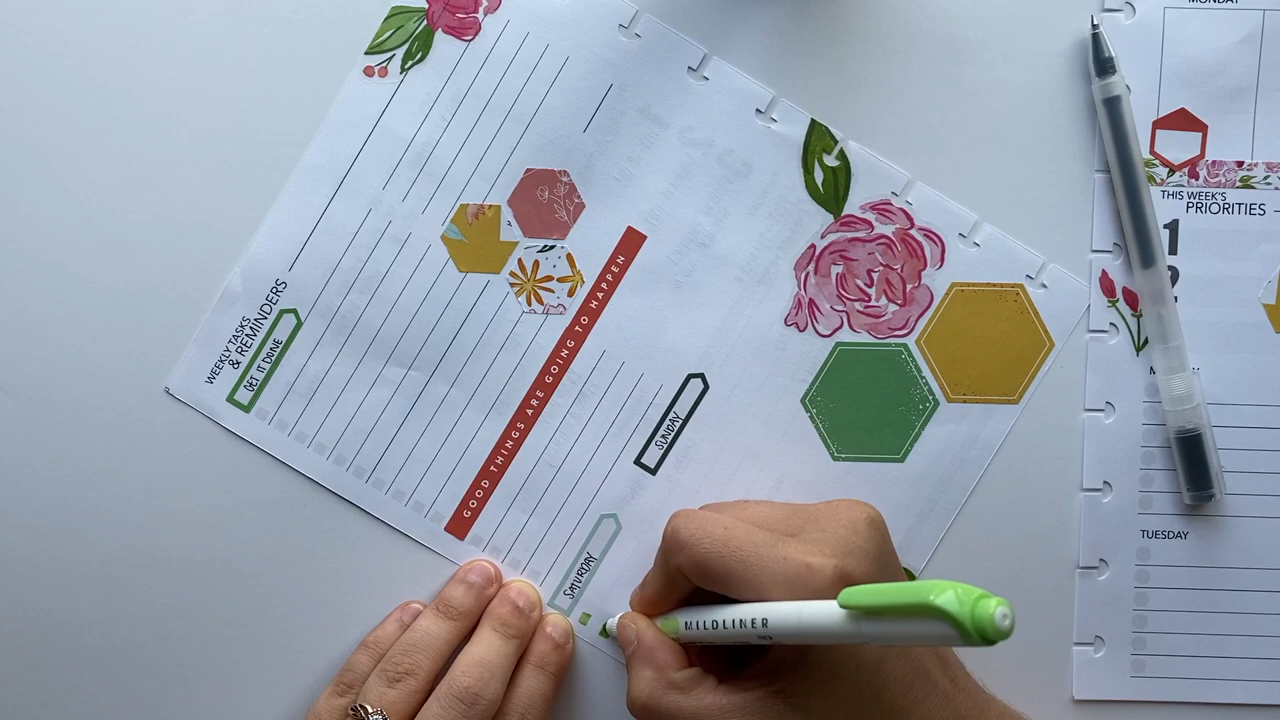 WEEKLY TASKS
& REMINDERS
GET IT DONE
GOOD THINGS ARE GOING TO HAPPEN
SUNDAY
SATURDAY
MILDLINER
MONDAY
THIS WEEK'S
PRIORITIES
1
2
TUESDAY